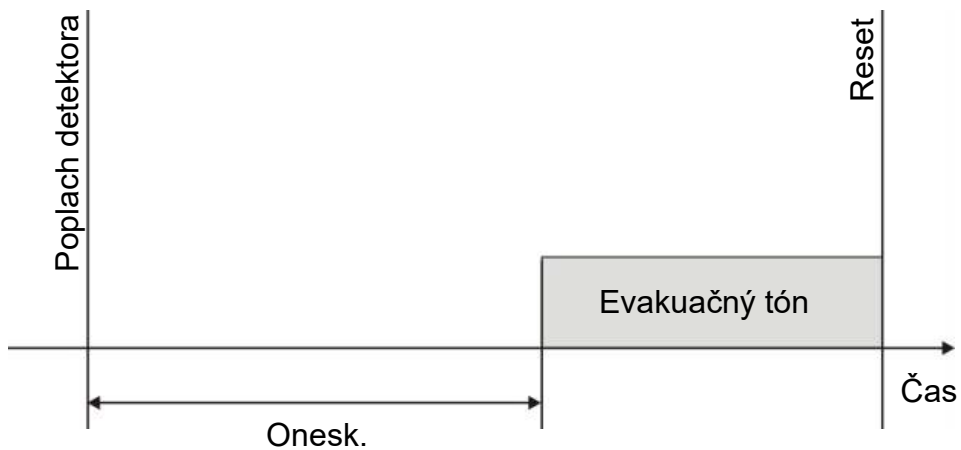 Poplach detektora
Reset
Evakuačný tón
Čas
Onesk.